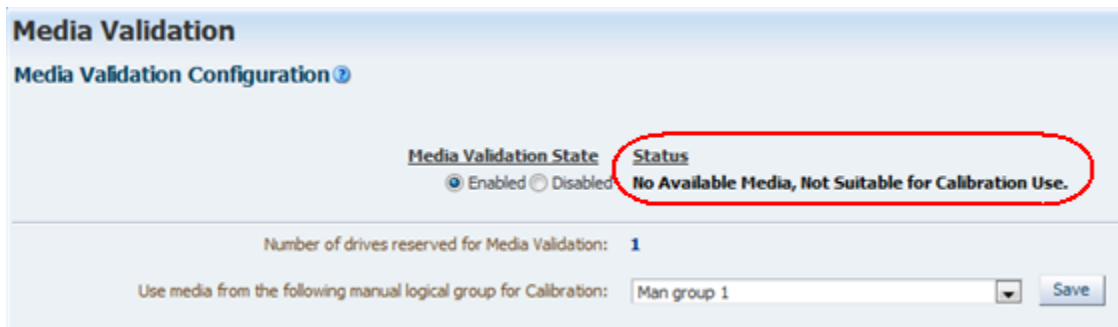 Media Validation
Media Validation Configuration ?
Media Validation State Status
Enabled Disabled No Available Media, Not Suitable for Calibration Use.
Number of drives reserved for Media Validation: 1
Use media from the following manual logical group for Calibration: Man group 1 Save